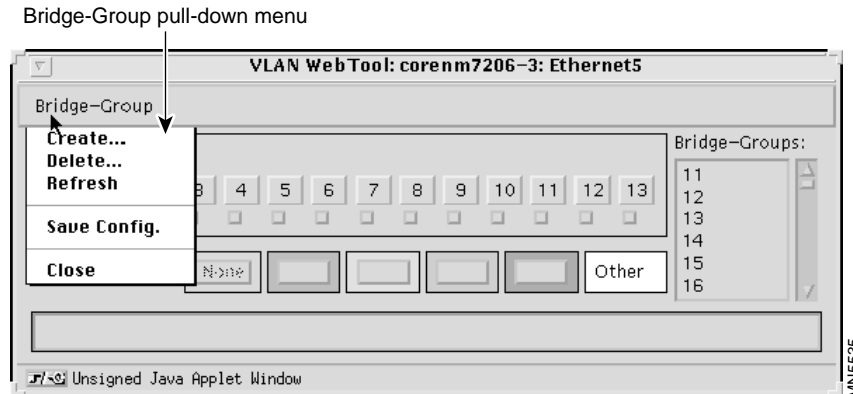 Bridge-Group pull-down menu
VLAN WebTool: corenm7206-3: Ethernet5
Bridge-Group
Create...
Delete...
Refresh
Save Config.
Close
3 4 5 6 7 8 9 10 11 12 13
None
Other
Bridge-Groups:
11
12
13
14
15
16
Unsigned Java Applet Window